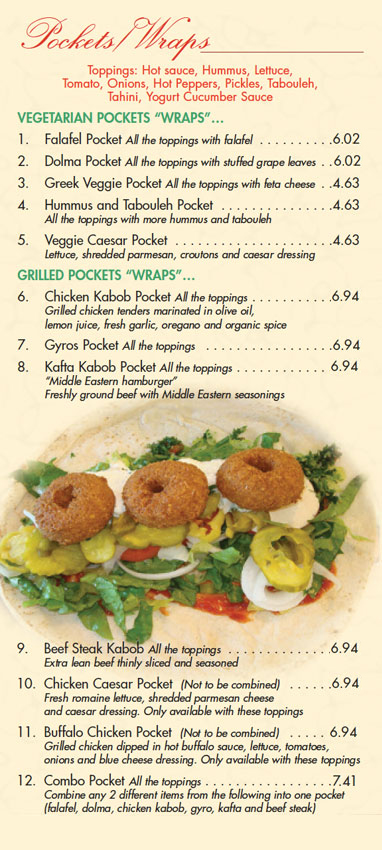 Pockets/Wraps
Toppings: Hot sauce, Hummus, Lettuce,
Tomato, Onions, Hot Peppers, Pickles, Tabouleh,
Tahini, Yogurt Cucumber Sauce
VEGETARIAN POCKETS “WRAPS”...
1. Falafel Pocket All the toppings with falafel . . . . . . . . . .6.02
2. Dolma Pocket All the toppings with stuffed grape leaves . .6.02
3. Greek Veggie Pocket All the toppings with feta cheese . .4.63
4. Hummus and Tabouleh Pocket . . . . . . . . . . . . . . .4.63
All the toppings with more hummus and tabouleh
5. Veggie Caesar Pocket . . . . . . . . . . . . . . . . . . . . .4.63
Lettuce, shredded parmesan, croutons and caesar dressing
GRILLED POCKETS “WRAPS”...
6. Chicken Kabob Pocket All the toppings . . . . . . . . . . .6.94
Grilled chicken tenders marinated in olive oil,
lemon juice, fresh garlic, oregano and organic spice
7. Gyros Pocket All the toppings . . . . . . . . . . . . . . . . .6.94
8. Kafta Kabob Pocket All the toppings . . . . . . . . . . . . 6.94
“Middle Eastern hamburger”
Freshly ground beef with Middle Eastern seasonings
9. Beef Steak Kabob All the toppings . . . . . . . . . . . . .6.94
Extra lean beef thinly sliced and seasoned
10. Chicken Caesar Pocket (Not to be combined) . . . . . .6.94
Fresh romaine lettuce, shredded parmesan cheese
and caesar dressing. Only available with these toppings
11. Buffalo Chicken Pocket (Not to be combined) . . . . . 6.94
Grilled chicken dipped in hot buffalo sauce, lettuce, tomatoes,
onions and blue cheese dressing. Only available with these toppings
12. Combo Pocket All the toppings . . . . . . . . . . . . . . . . .7.41
Combine any 2 different items from the following into one pocket
(falafel, dolma, chicken kabob, gyro, kafta and beef steak)